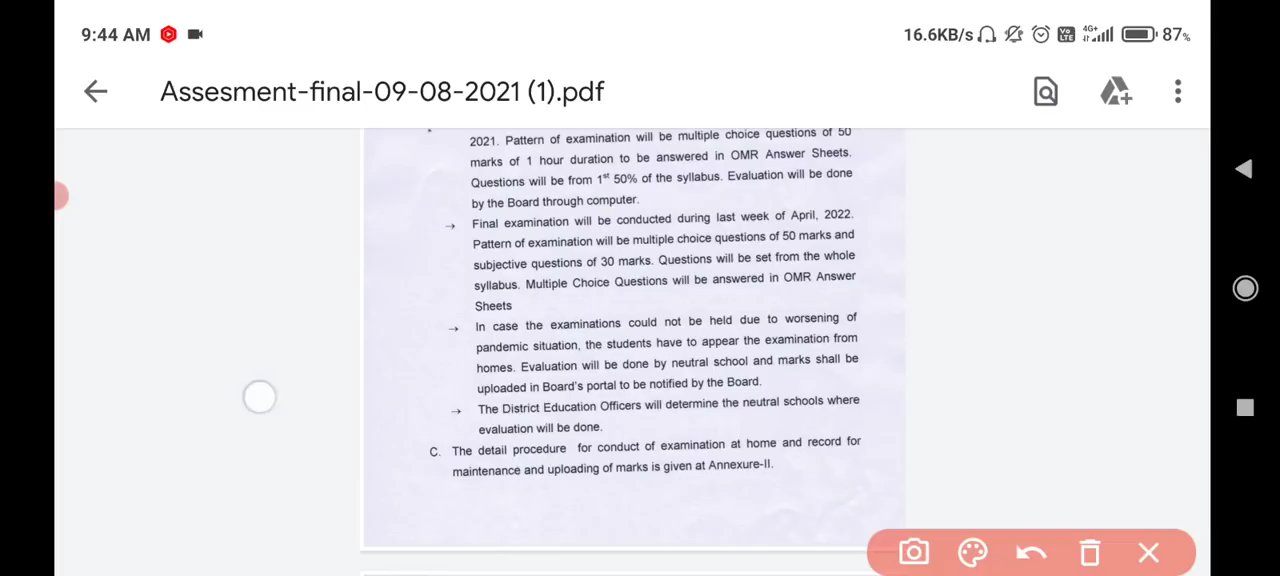 9:44 AM
16.6KB/s Vo LTE 4G+ 87%
Assesment-final-09-08-2021 (1).pdf
2021. Pattern of examination will be multiple choice questions of 50
marks of 1 hour duration to be answered in OMR Answer Sheets.
Questions will be from 1st 50% of the syllabus. Evaluation will be done
by the Board through computer.
→ Final examination will be conducted during last week of April, 2022.
Pattern of examination will be multiple choice questions of 50 marks and
subjective questions of 30 marks. Questions will be set from the whole
syllabus. Multiple Choice Questions will be answered in OMR Answer
Sheets
→ In case the examinations could not be held due to worsening of
pandemic situation, the students have to appear the examination from
homes. Evaluation will be done by neutral school and marks shall be
uploaded in Board's portal to be notified by the Board.
→ The District Education Officers will determine the neutral schools where
evaluation will be done.
C. The detail procedure for conduct of examination at home and record for
maintenance and uploading of marks is given at Annexure-II.